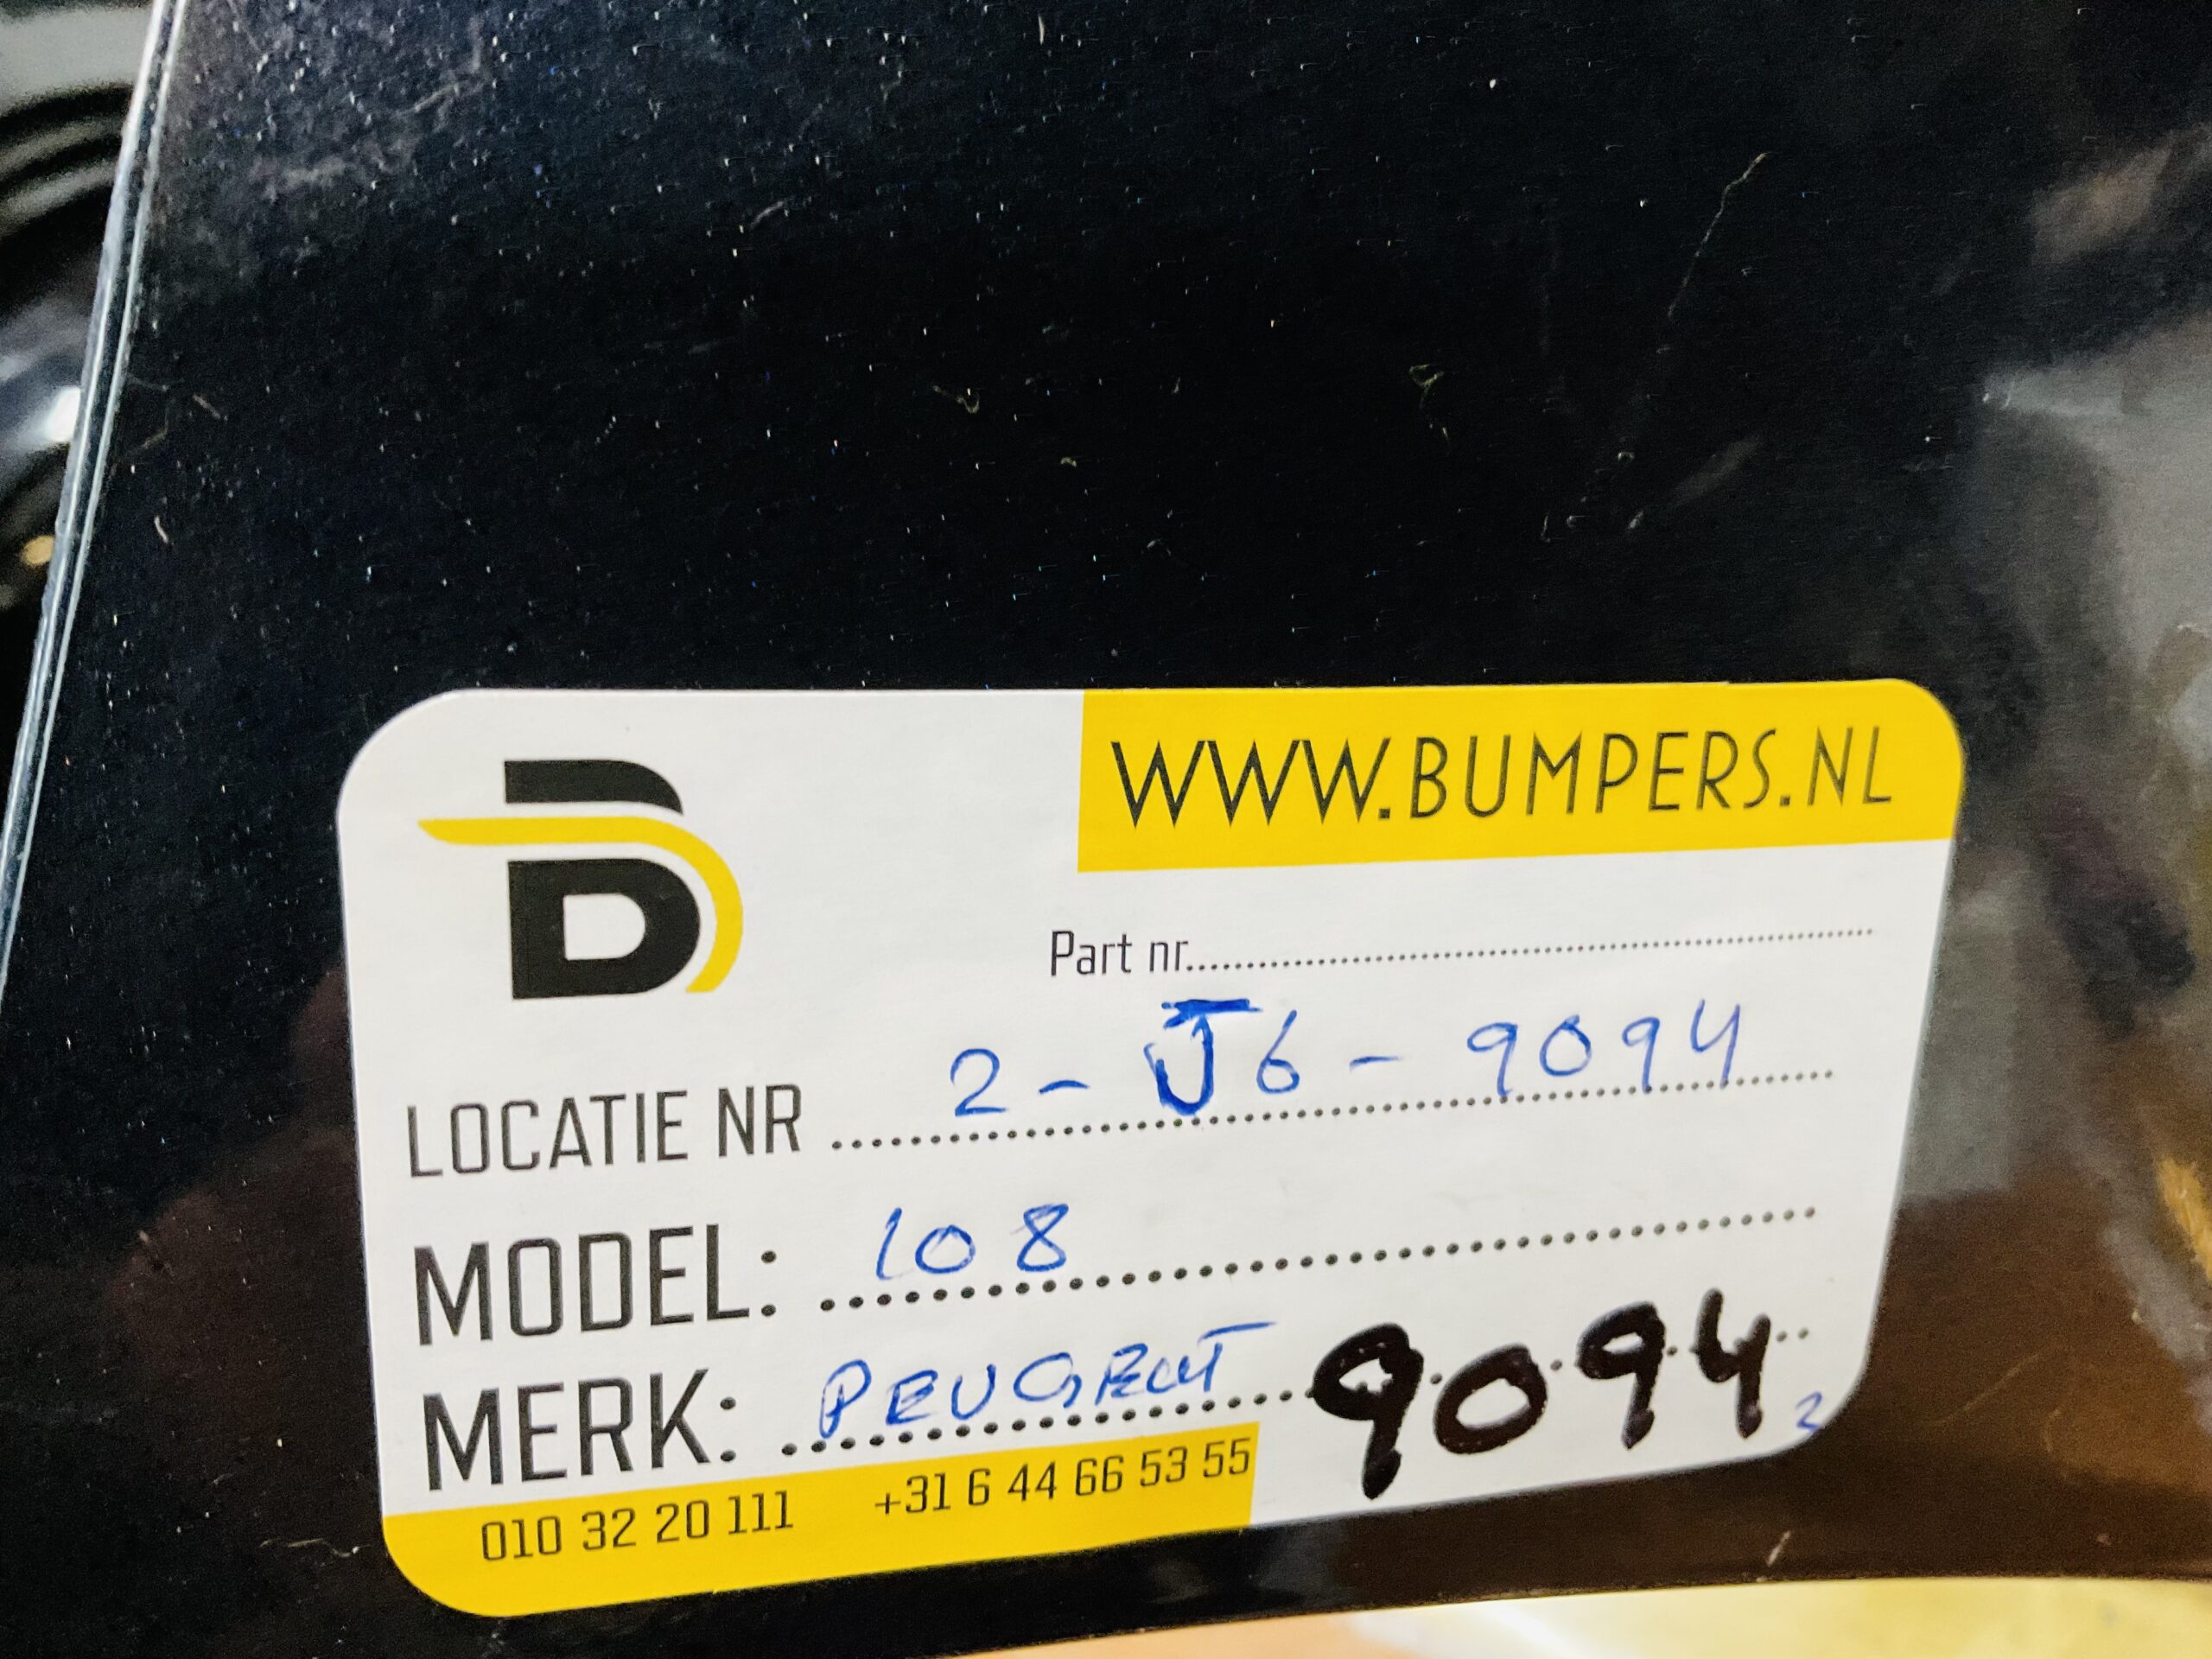 WWW.BUMPERS.NL
Part nr.
LOCATIE NR 2 - J6 - 9094
MODEL: 108
MERK: PEUGEOT 9094
2
010 32 20 111 +31 6 44 66 53 55